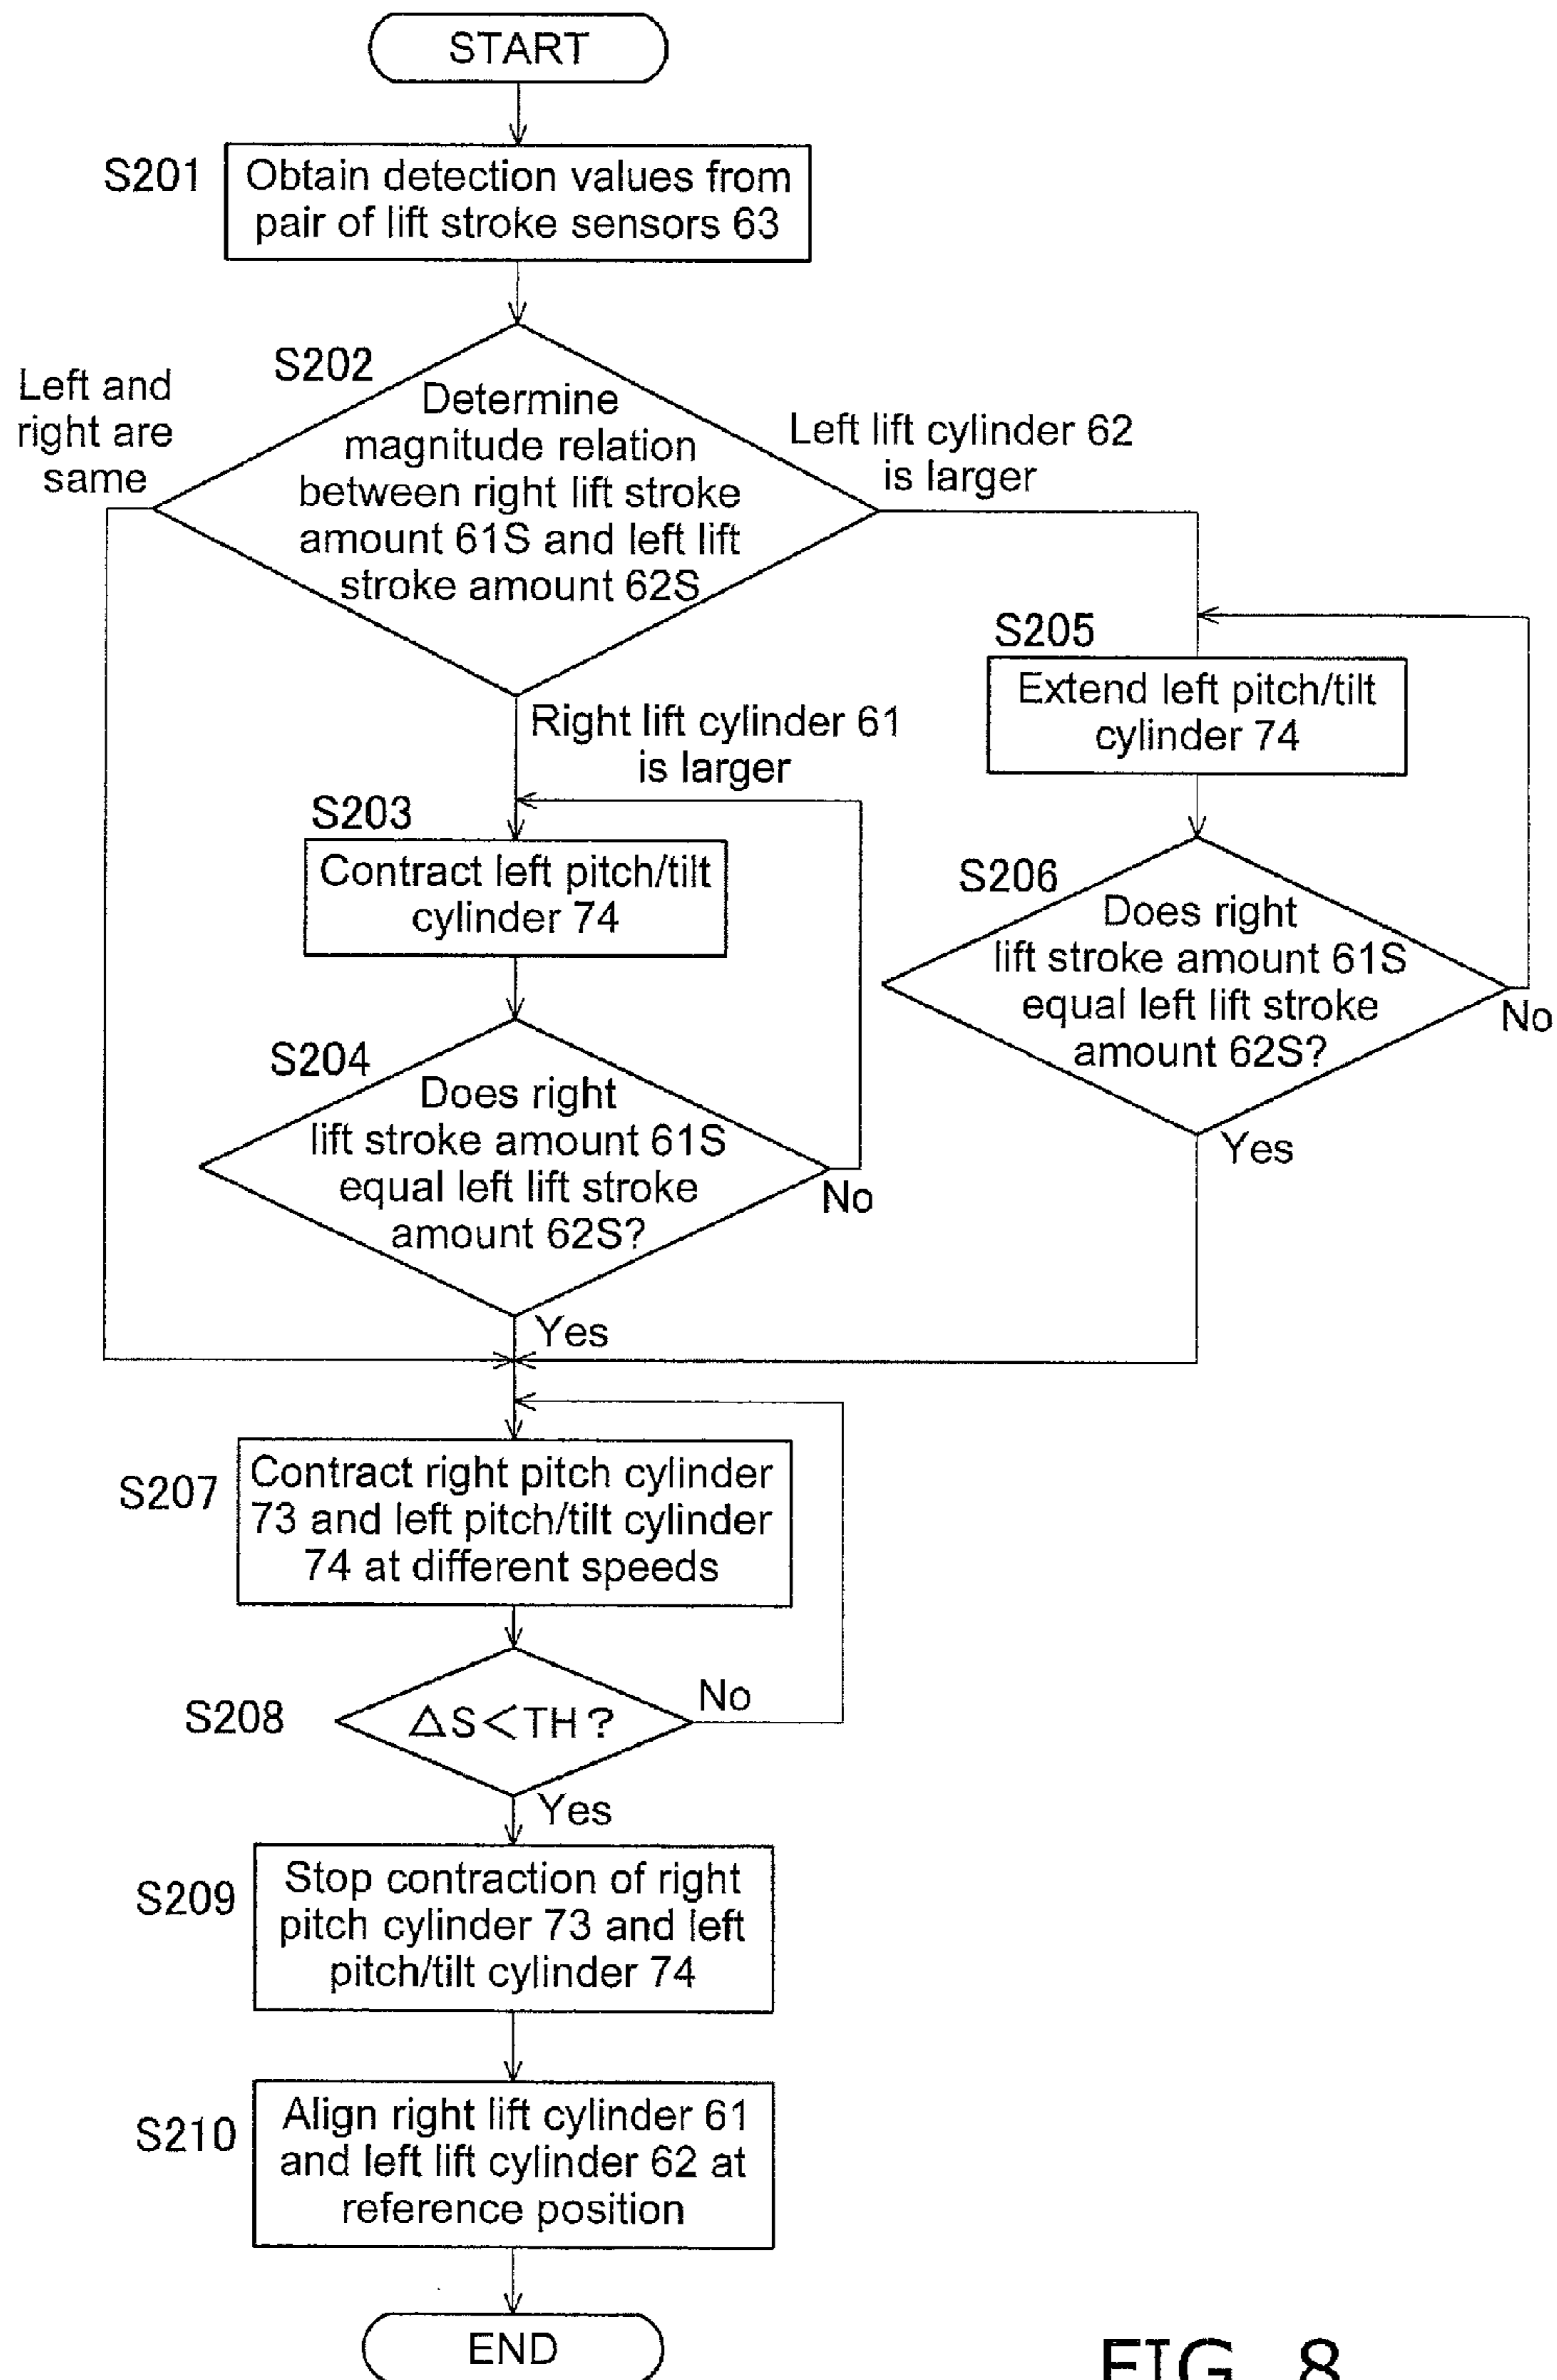 START
S201
Obtain detection values from
pair of lift stroke sensors 63
S202
Determine
magnitude relation
between right lift stroke
amount 61S and left lift
stroke amount 62S
Left and
right are
same
Left lift cylinder 62
is larger
Right lift cylinder 61
is larger
S203
Contract left pitch/tilt
cylinder 74
S204
Does right
lift stroke amount 61S
equal left lift stroke
amount 62S?
No
Yes
S205
Extend left pitch/tilt
cylinder 74
S206
Does right
lift stroke amount 61S
equal left lift stroke
amount 62S?
No
Yes
S207
Contract right pitch cylinder
73 and left pitch/tilt cylinder
74 at different speeds
S208
△S<TH?
No
Yes
S209
Stop contraction of right
pitch cylinder 73 and left
pitch/tilt cylinder 74
S210
Align right lift cylinder 61
and left lift cylinder 62 at
reference position
END
FIG. 8